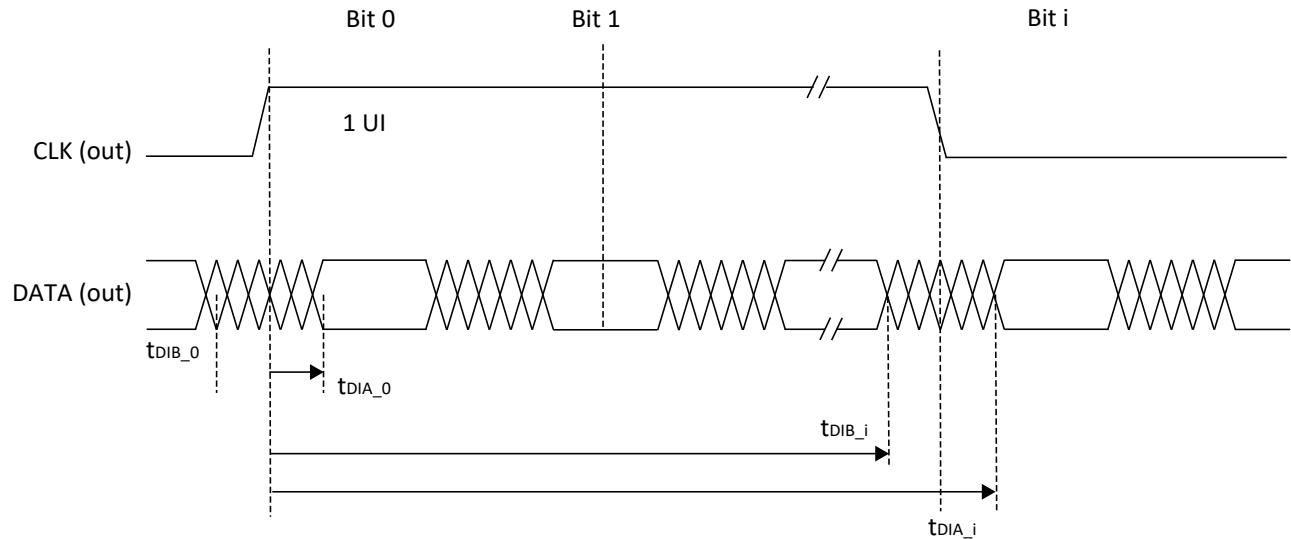 Bit 0
Bit 1
Bit i
1 UI
CLK (out)
DATA (out)
tDIB_0
tDIA_0
tDIB_i
tDIA_i